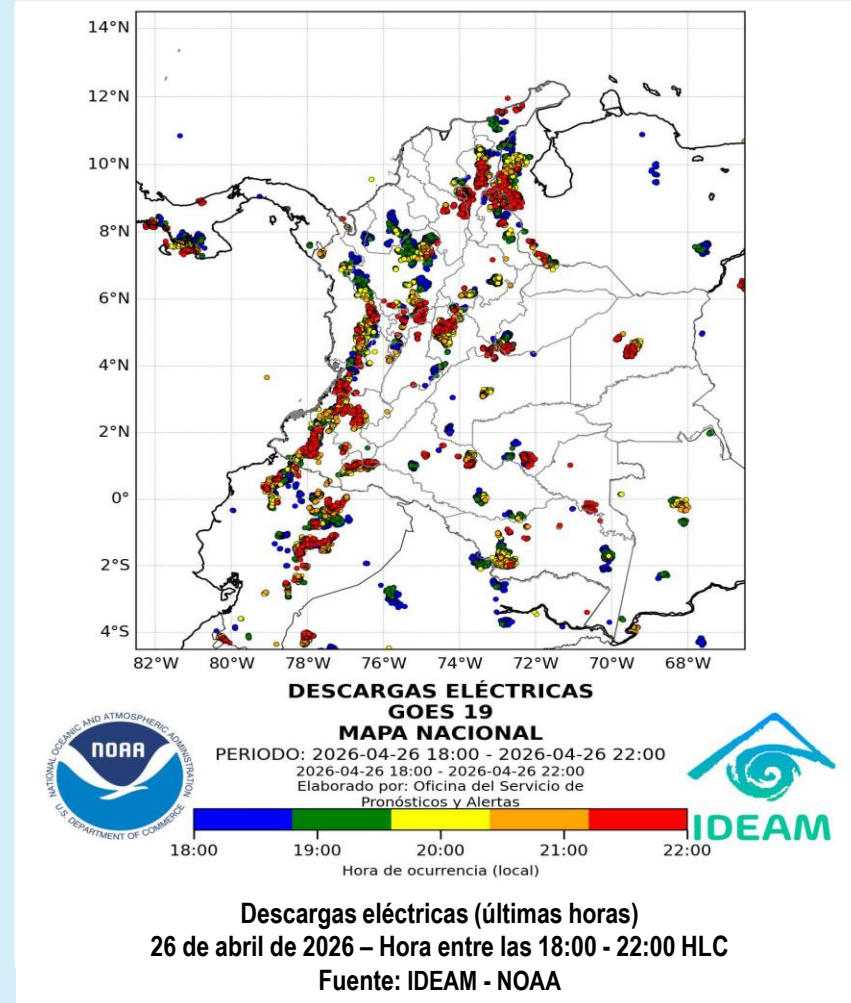 14°N
12°N
10°N
8°N
6°N
4°N
2°N
0°
2°S
4°S
82°W 80°W 78°W 76°W 74°W 72°W 70°W 68°W
DESCARGAS ELÉCTRICAS
GOES 19
MAPA NACIONAL
PERIODO: 2026-04-26 18:00 - 2026-04-26 22:00
2026-04-26 18:00 - 2026-04-26 22:00
Elaborado por: Oficina del Servicio de
Pronósticos y Alertas
NATIONAL OCEANIC AND ATMOSPHERIC ADMINISTRATION
NOAA
U.S. DEPARTMENT OF COMMERCE
IDEAM
18:00 19:00 20:00 21:00 22:00
Hora de ocurrencia (local)
Descargas eléctricas (últimas horas)
26 de abril de 2026 – Hora entre las 18:00 - 22:00 HLC
Fuente: IDEAM - NOAA